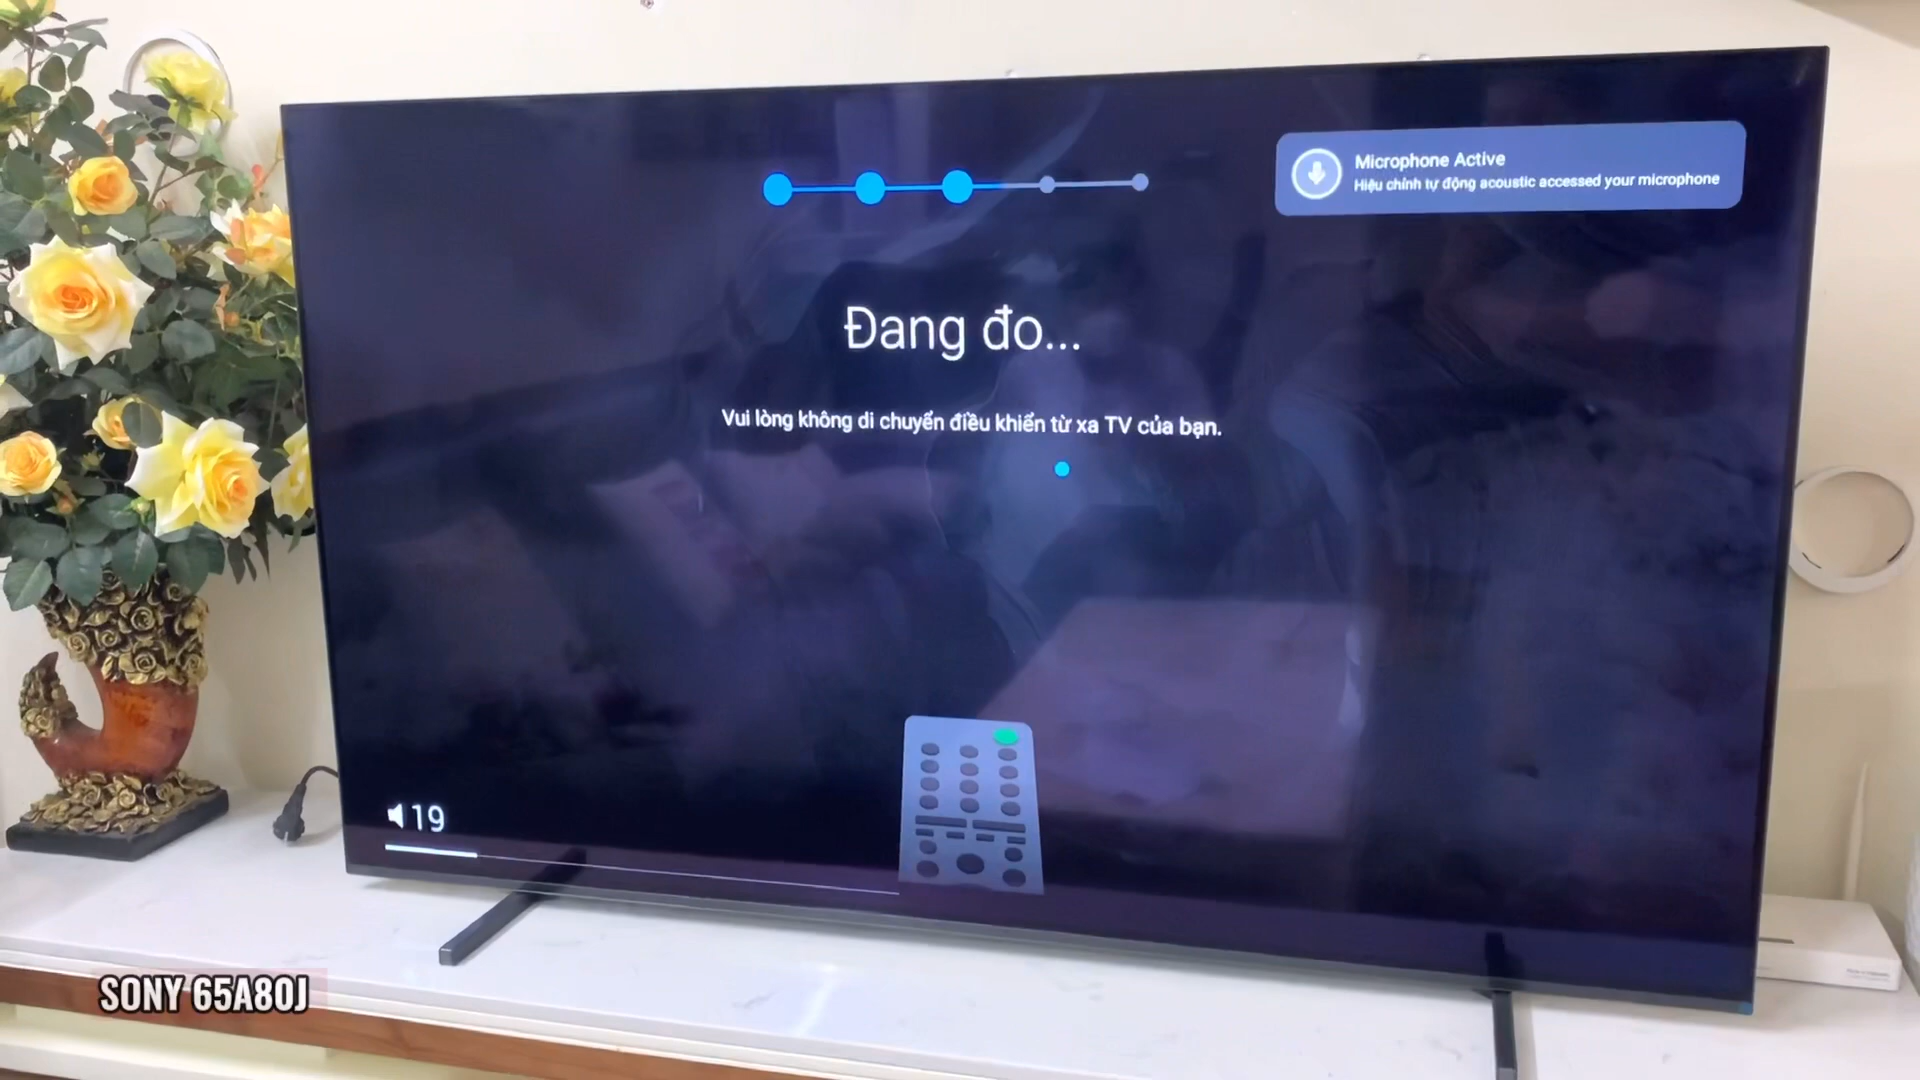 Microphone Active
Hiệu chỉnh tự động acoustic accessed your microphone
Đang đo...
Vui lòng không di chuyển điều khiển từ xa TV của bạn.
19
SONY 65A80J